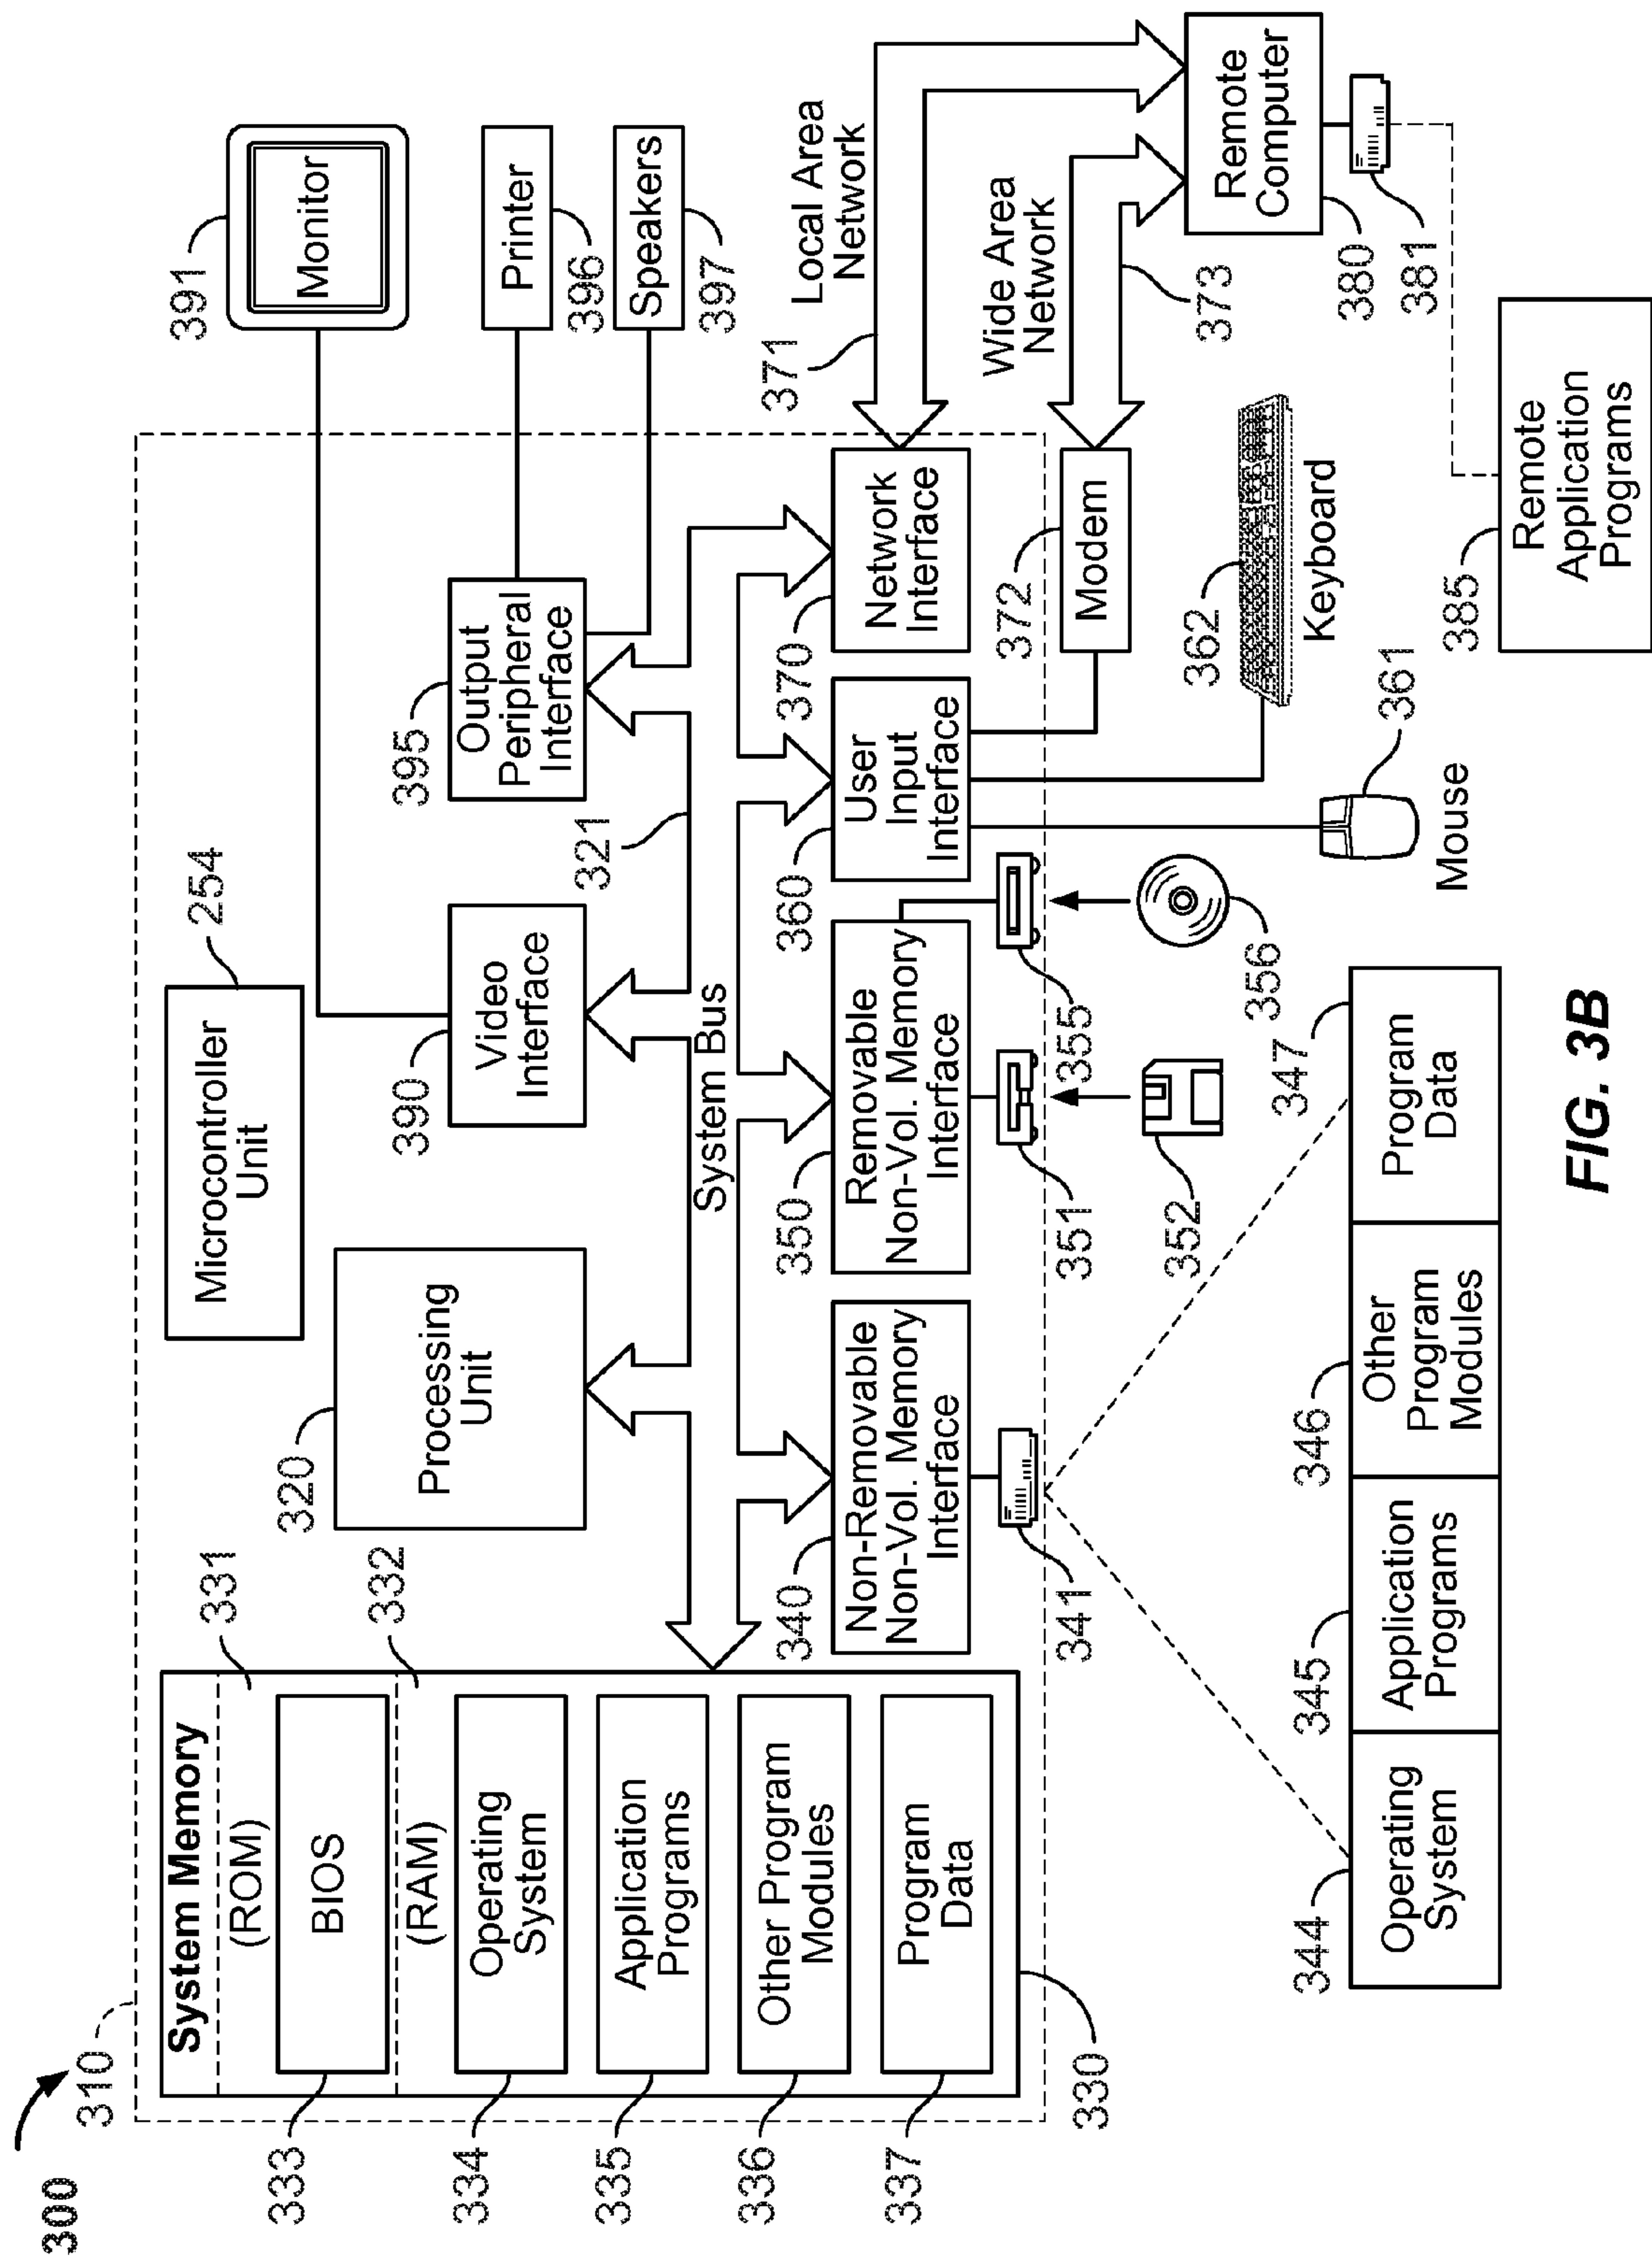 300
310
System Memory
(ROM)
331
BIOS
333
(RAM)
332
Operating
System
334
Application
Programs
335
Other Program
Modules
336
Program
Data
337
330
Processing
Unit
320
Microcontroller
Unit
254
Video
Interface
390
Output
Peripheral
Interface
395
Monitor
391
Printer
396
Speakers
397
System Bus
321
Non-Removable
Non-Vol. Memory
Interface
340
Removable
Non-Vol. Memory
Interface
350
User
Input
Interface
360
Network
Interface
370
Local Area
Network
371
Wide Area
Network
373
Modem
372
341
351
355
352
356
Mouse
361
Keyboard
362
Remote
Computer
380
381
Remote
Application
Programs
385
Operating
System
344
Application
Programs
345
Other
Program
Modules
346
Program
Data
347
FIG. 3B